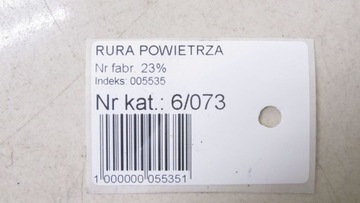 RURA POWIETRZA
Nr fabr. 23%
Indeks: 005535
Nr kat.: 6/073
1 000000 055351